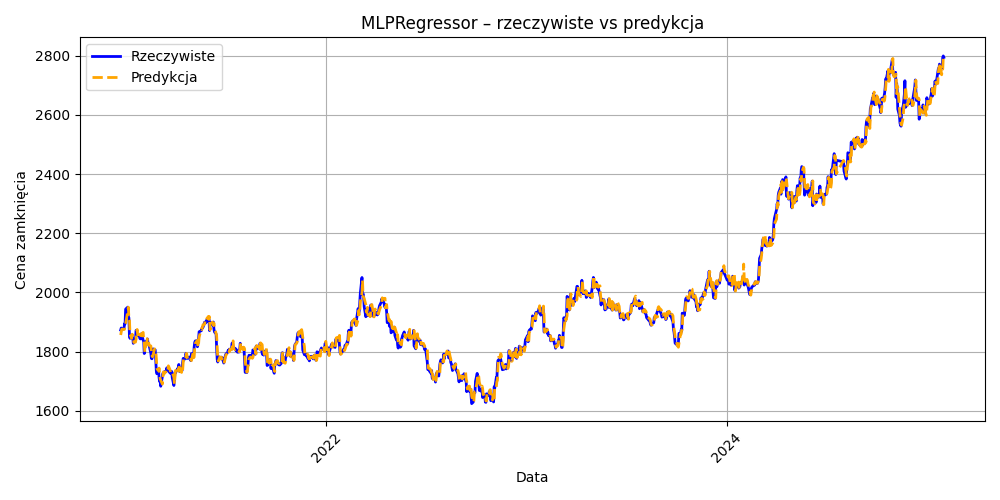 MLPRegressor – rzeczywiste vs predykcja
Rzeczywiste
Predykcja
2800
2600
2400
2200
2000
1800
1600
Cena zamknięcia
2022
2024
Data